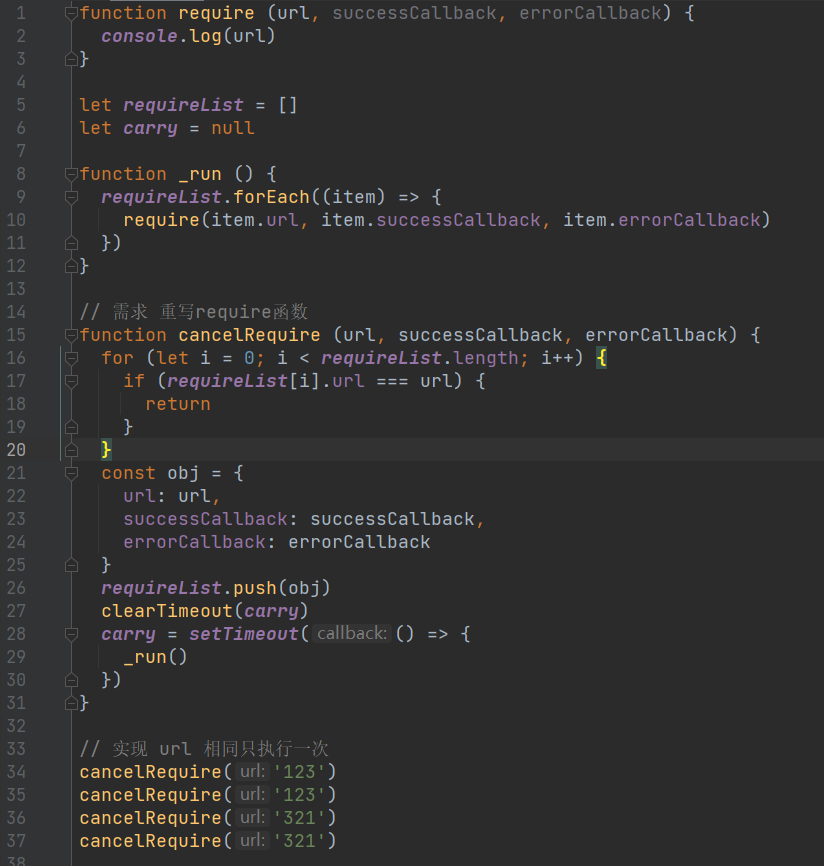 1 function require (url, successCallback, errorCallback) {
2 console.log(url)
3 }
4
5 let requireList = []
6 let carry = null
7
8 function _run () {
9 requireList.forEach((item) => {
10 require(item.url, item.successCallback, item.errorCallback)
11 })
12 }
13
14 // 需求 重写require函数
15 function cancelRequire (url, successCallback, errorCallback) {
16 for (let i = 0; i < requireList.length; i++) {
17 if (requireList[i].url === url) {
18 return
19 }
20 }
21 const obj = {
22 url: url,
23 successCallback: successCallback,
24 errorCallback: errorCallback
25 }
26 requireList.push(obj)
27 clearTimeout(carry)
28 carry = setTimeout( callback: () => {
29 _run()
30 })
31 }
32
33 // 实现 url 相同只执行一次
34 cancelRequire( url: '123')
35 cancelRequire( url: '123')
36 cancelRequire( url: '321')
37 cancelRequire( url: '321')
38